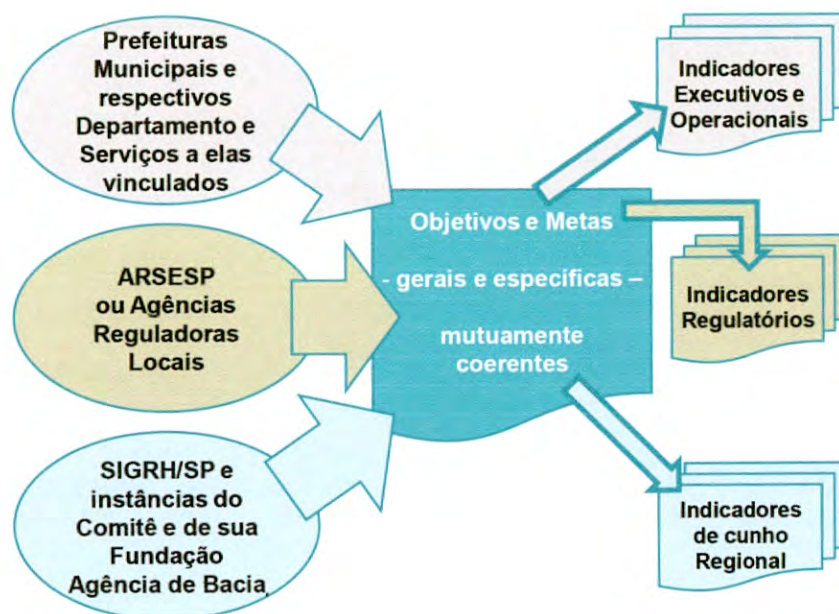 Prefeituras
Municipais e
respectivos
Departamento e
Serviços a elas
vinculados
ARSESP
ou Agências
Reguladoras
Locais
SIGRH/SP e
instâncias do
Comitê e de sua
Fundação
Agência de Bacia.
Objetivos e Metas
- gerais e específicas –
mutuamente
coerentes
Indicadores
Executivos e
Operacionais
Indicadores
Regulatórios
Indicadores
de cunho
Regional